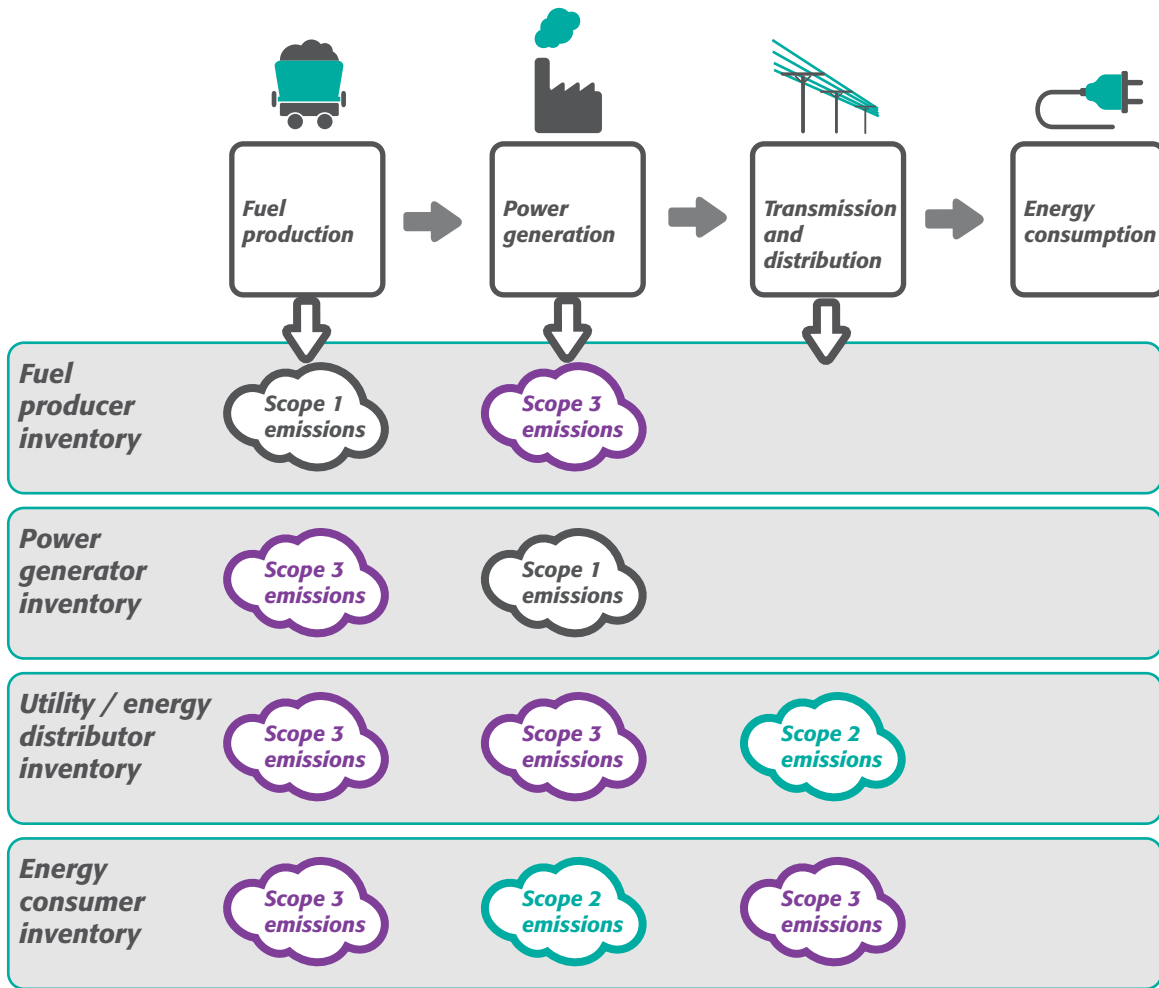 Fuel
production
Power
generation
Transmission
and
distribution
Energy
consumption
Fuel
producer
inventory
Scope 1
emissions
Scope 3
emissions
Power
generator
inventory
Scope 3
emissions
Scope 1
emissions
Utility / energy
distributor
inventory
Scope 3
emissions
Scope 3
emissions
Scope 2
emissions
Energy
consumer
inventory
Scope 3
emissions
Scope 2
emissions
Scope 3
emissions